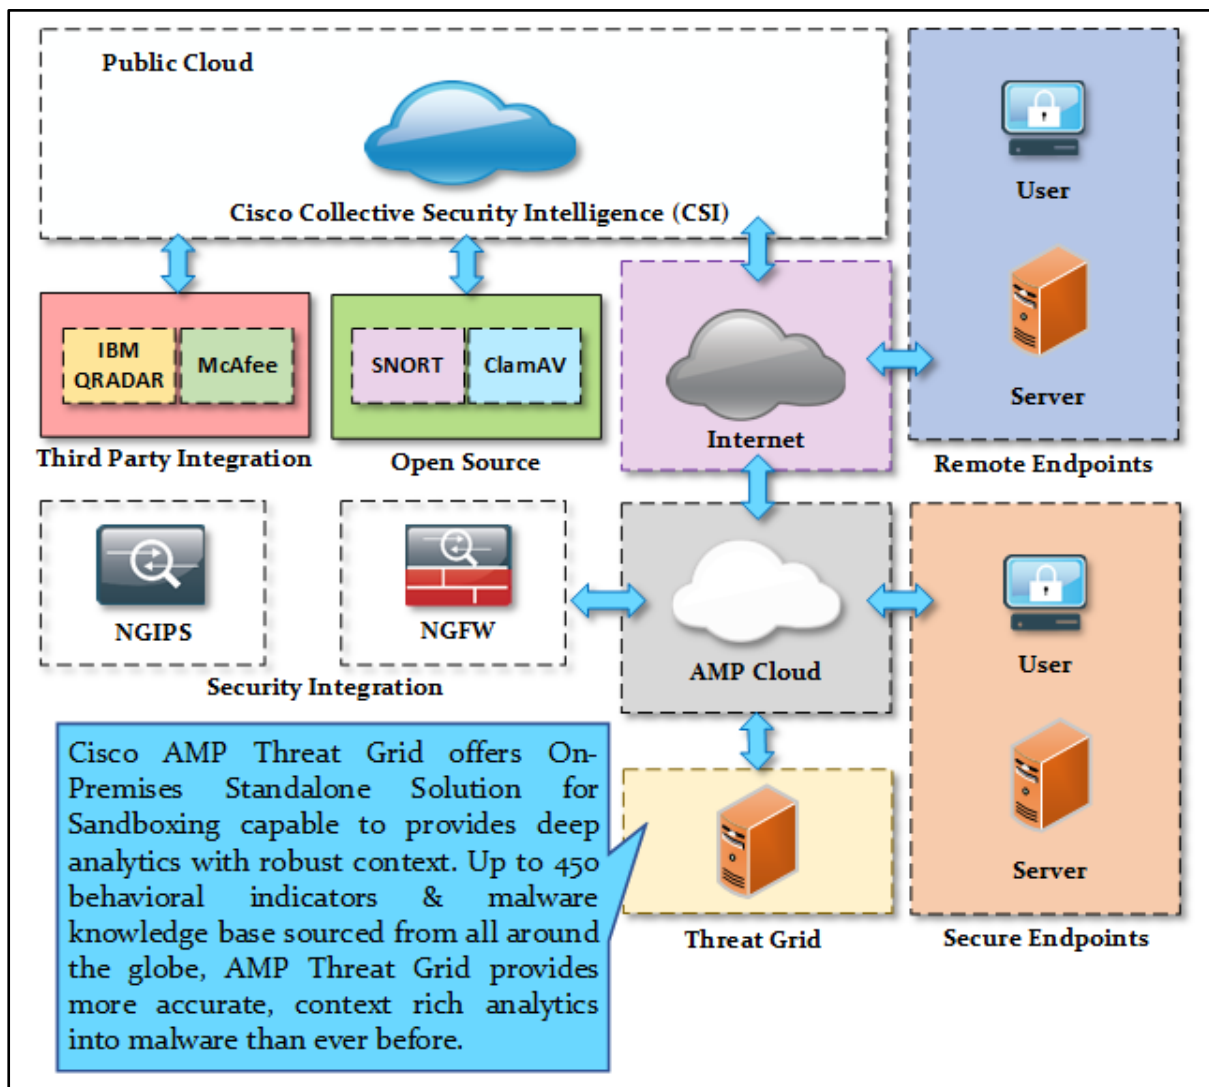 Public Cloud
Cisco Collective Security Intelligence (CSI)
User
Server
Remote Endpoints
IBM
QRADAR
McAfee
Third Party Integration
SNORT
ClamAV
Open Source
Internet
NGIPS
NGFW
Security Integration
AMP Cloud
User
Server
Secure Endpoints
Threat Grid
Cisco AMP Threat Grid offers On-
Premises Standalone Solution for
Sandboxing capable to provides deep
analytics with robust context. Up to 450
behavioral indicators & malware
knowledge base sourced from all around
the globe, AMP Threat Grid provides
more accurate, context rich analytics
into malware than ever before.